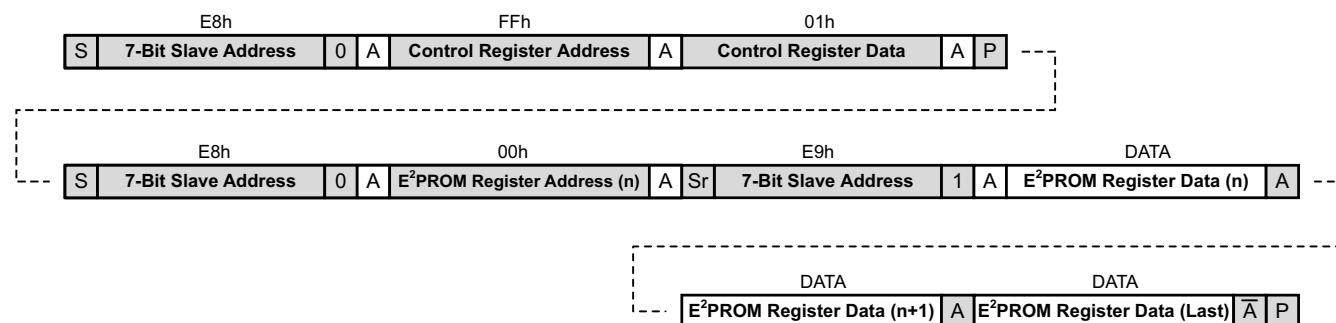 E8h FFh 01h
S 7-Bit Slave Address 0 A Control Register Address A Control Register Data A P
E8h 00h E9h DATA
S 7-Bit Slave Address 0 A E²PROM Register Address (n) A Sr 7-Bit Slave Address 1 A E²PROM Register Data (n) A
DATA DATA
E²PROM Register Data (n+1) A E²PROM Register Data (Last) A̅ P